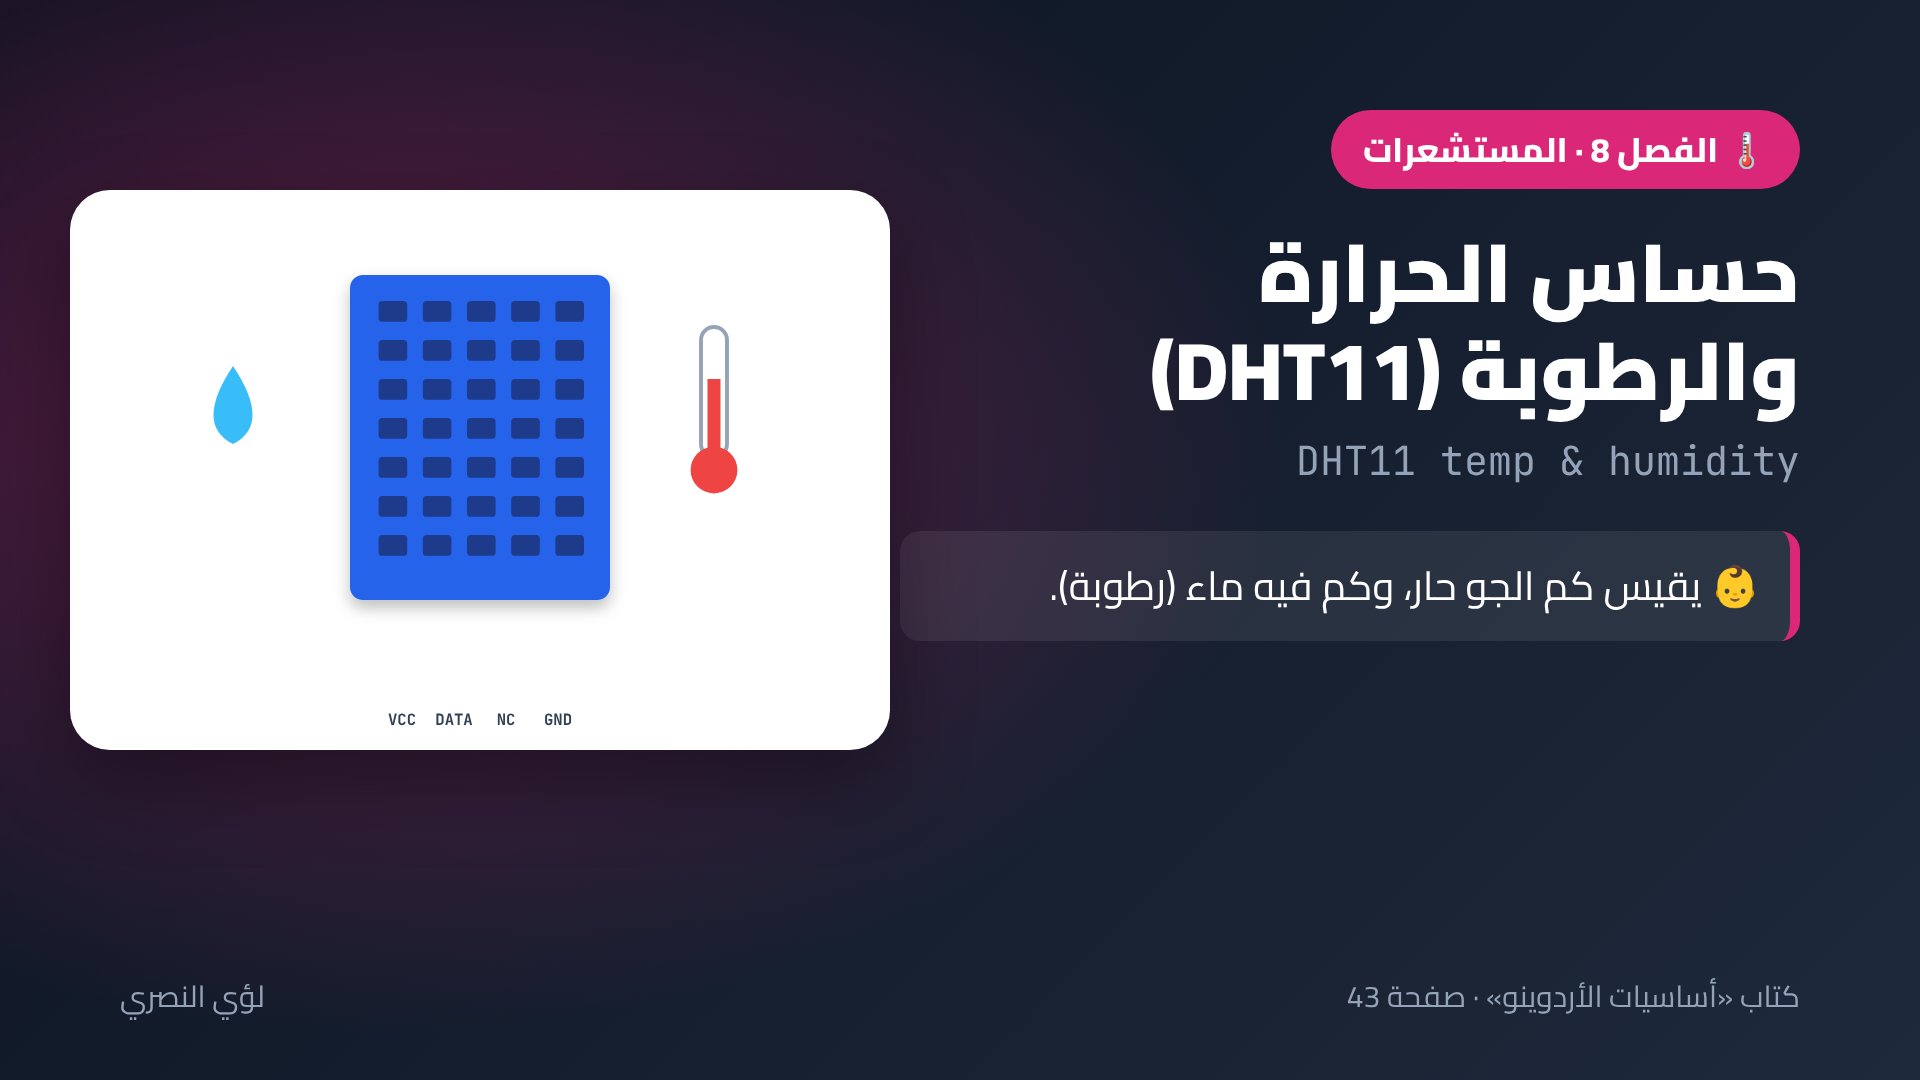 🌡️ الفصل 8 · المستشعرات
حساس الحرارة
والرطوبة (DHT11)
DHT11 temp & humidity
👶 يقيس كم الجو حار، وكم فيه ماء (رطوبة).
VCC DATA NC GND
كتاب «أساسيات الأردوينو» · صفحة 43
لؤي النصري